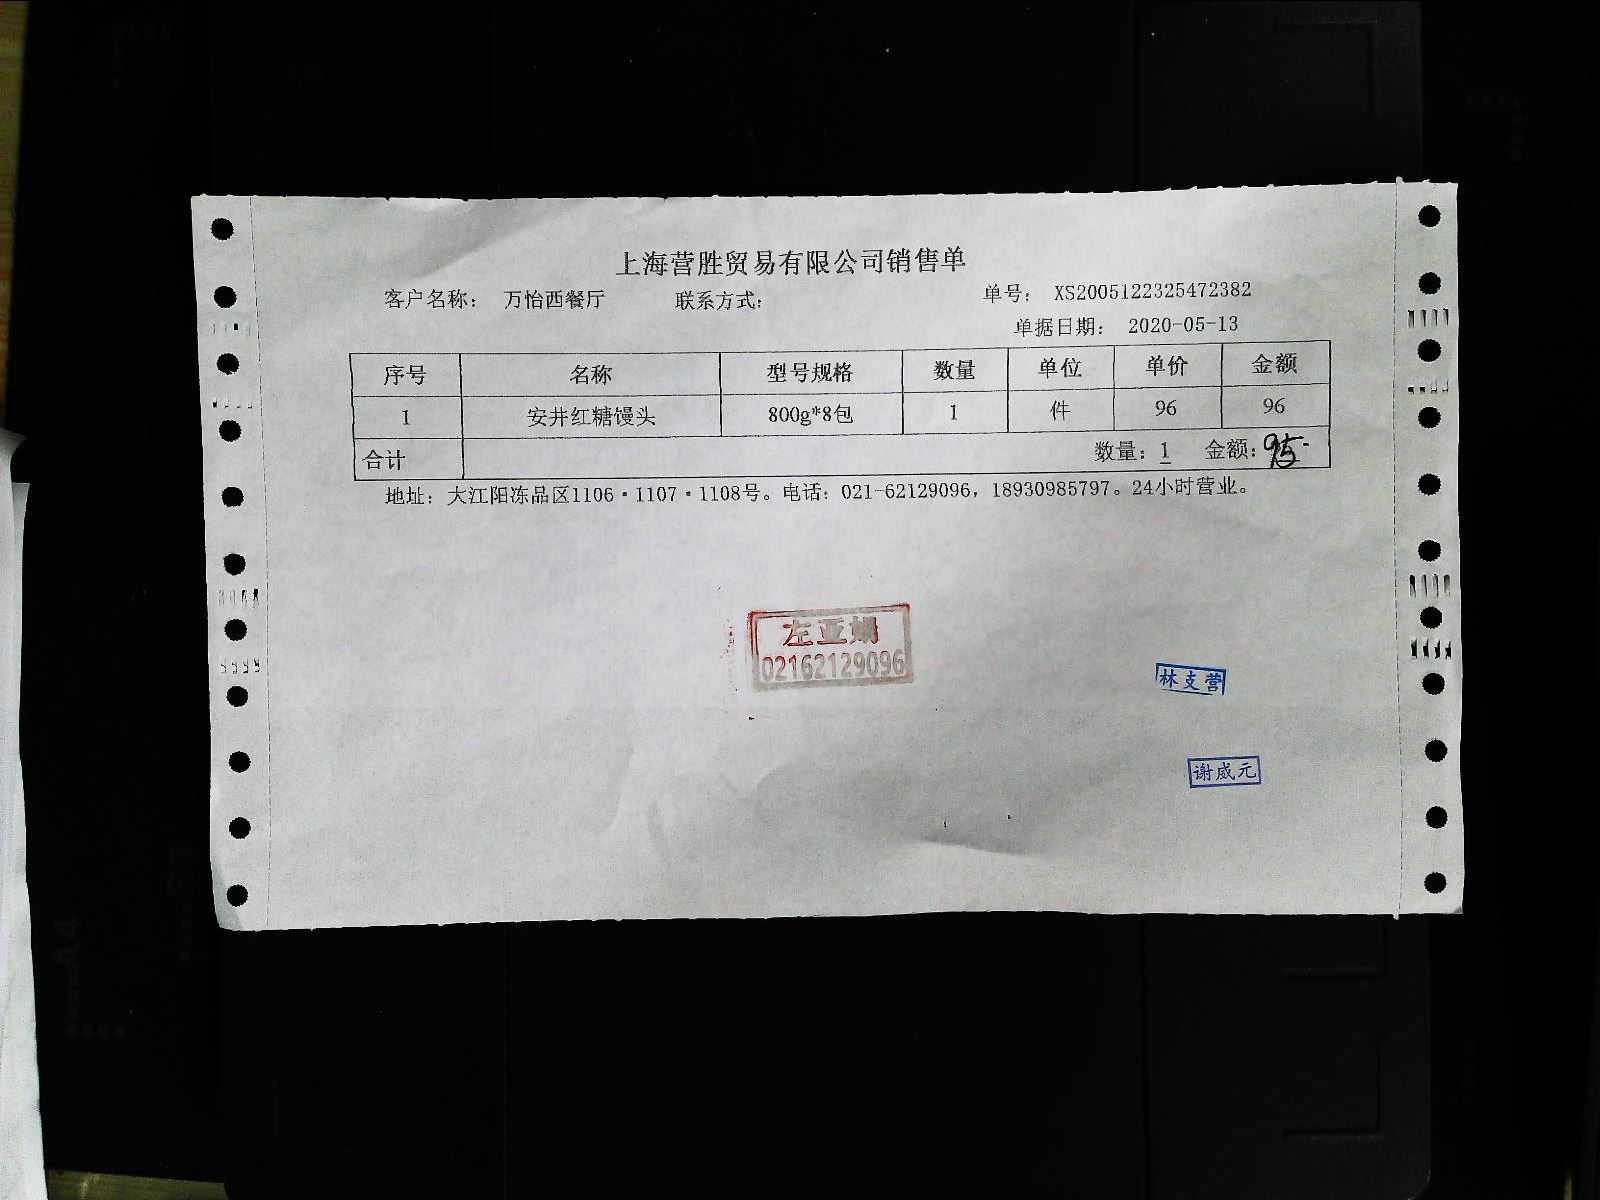 上海营胜贸易有限公司销售单
客户名称： 万怡西餐厅 联系方式： 单号： XS2005122325472382
单据日期： 2020-05-13
序号 名称 型号规格 数量 单位 单价 金额
1 安井红糖馒头 800g*8包 1 件 96 96
合计 数量：1 金额：95-
地址：大江阳冻品区1106·1107·1108号。电话：021-62129096，18930985797。24小时营业。
左亚娟
02162129096
林支营
谢威元
A4